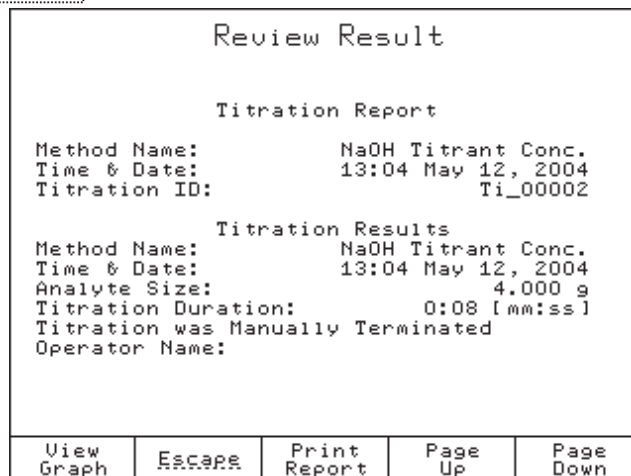 Review Result
Titration Report
Method Name: NaOH Titrant Conc.
Time & Date: 13:04 May 12, 2004
Titration ID: Ti_00002
Titration Results
Method Name: NaOH Titrant Conc.
Time & Date: 13:04 May 12, 2004
Analyte Size: 4.000 g
Titration Duration: 0:08 [mm:ss]
Titration was Manually Terminated
Operator Name:
View Graph
Escape
Print Report
Page Up
Page Down